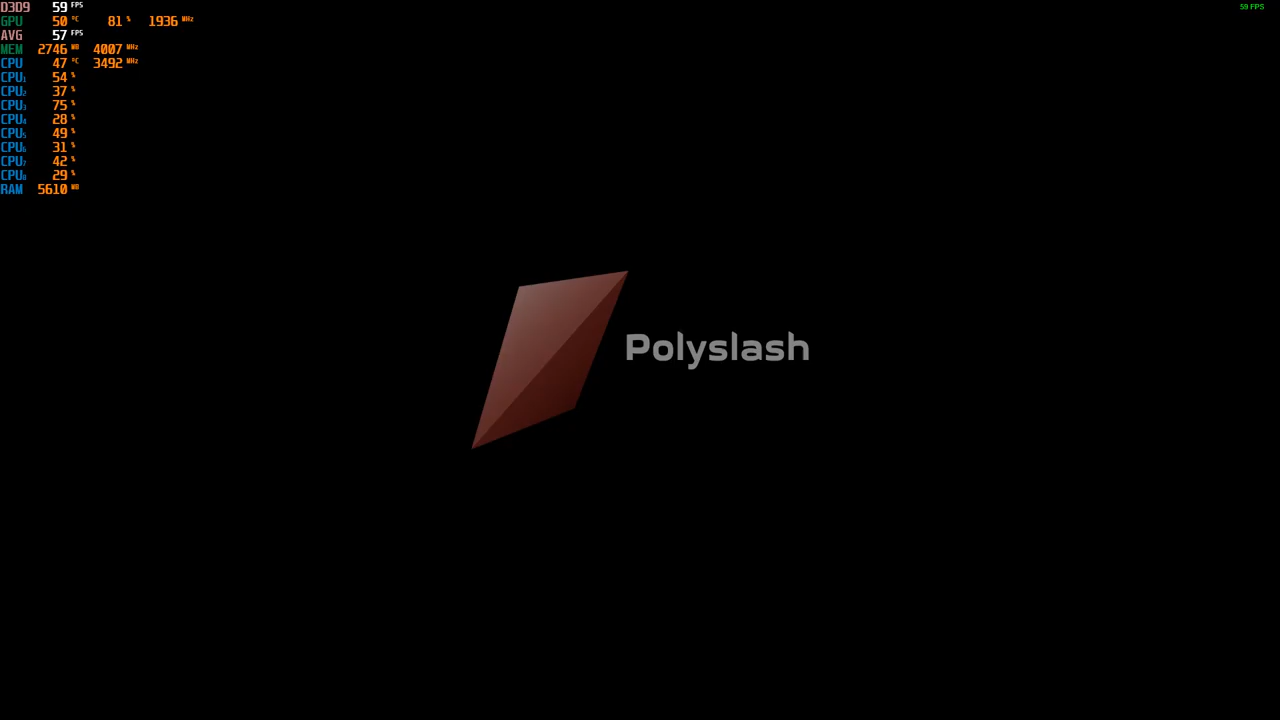 D3D9 59 FPS
59 FPS
GPU 50 °C 81 % 1936 MHz
AVG 57 FPS
MEM 2746 MB 4007 MHz
CPU 47 °C 3492 MHz
CPU1 54 %
CPU2 37 %
CPU3 75 %
CPU4 28 %
CPU5 49 %
CPU6 31 %
CPU7 42 %
CPU8 29 %
RAM 5610 MB
Polyslash